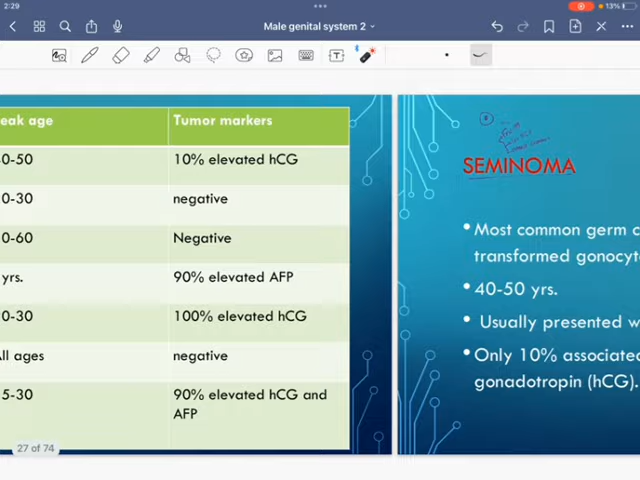 2:29
13%
Male genital system 2
T
eak age Tumor markers
0-50 10% elevated hCG
0-30 negative
0-60 Negative
yrs. 90% elevated AFP
0-30 100% elevated hCG
All ages negative
5-30 90% elevated hCG and
AFP
27 of 74
SEMINOMA
• Most common germ c
transformed gonocyt
• 40-50 yrs.
• Usually presented w
• Only 10% associated
gonadotropin (hCG).